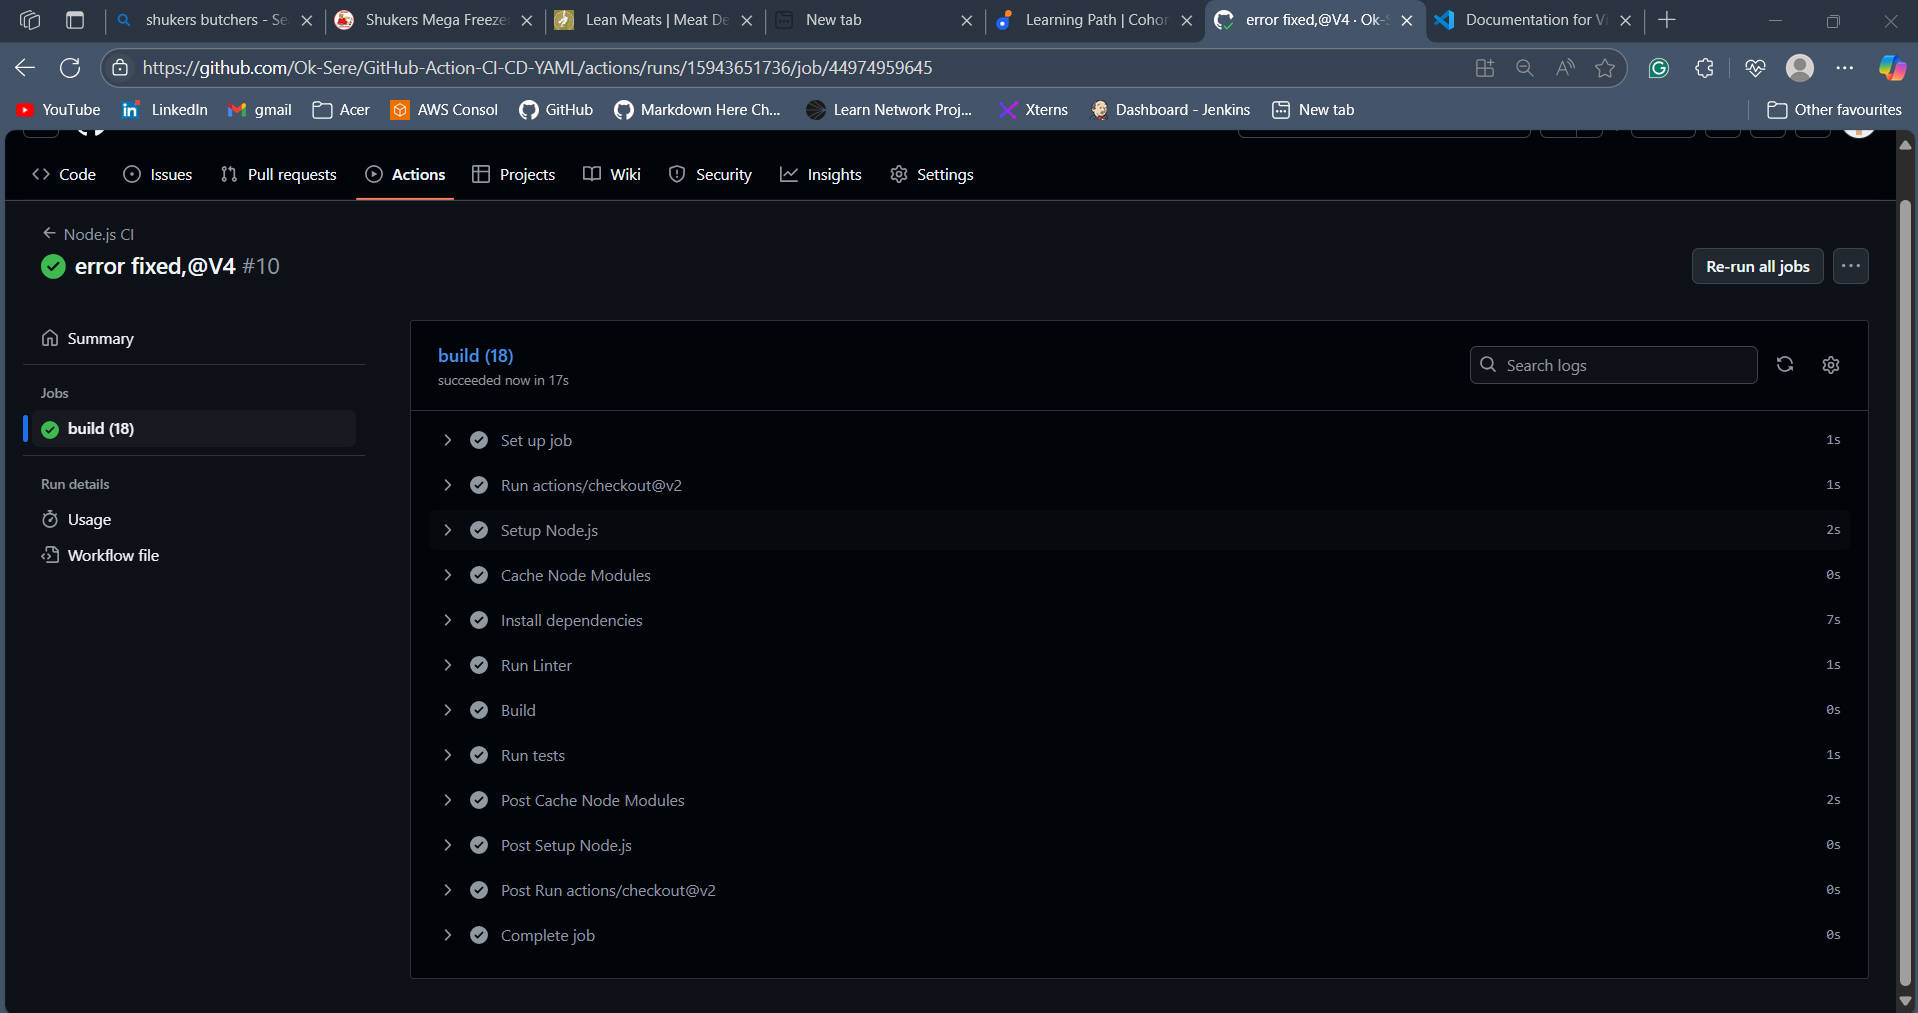 shukers butchers - Se
Shukers Mega Freeze
Lean Meats | Meat De
New tab
Learning Path | Cohor
error fixed,@V4 · Ok-S
Documentation for Vi
https://github.com/Ok-Sere/GitHub-Action-CI-CD-YAML/actions/runs/15943651736/job/44974959645
YouTube
LinkedIn
gmail
Acer
AWS Consol
GitHub
Markdown Here Ch...
Learn Network Proj...
Xterns
Dashboard - Jenkins
New tab
Other favourites
Code
Issues
Pull requests
Actions
Projects
Wiki
Security
Insights
Settings
Node.js CI
error fixed,@V4 #10
Re-run all jobs
Summary
Jobs
build (18)
Run details
Usage
Workflow file
build (18)
succeeded now in 17s
Search logs
Set up job 1s
Run actions/checkout@v2 1s
Setup Node.js 2s
Cache Node Modules 0s
Install dependencies 7s
Run Linter 1s
Build 0s
Run tests 1s
Post Cache Node Modules 2s
Post Setup Node.js 0s
Post Run actions/checkout@v2 0s
Complete job 0s